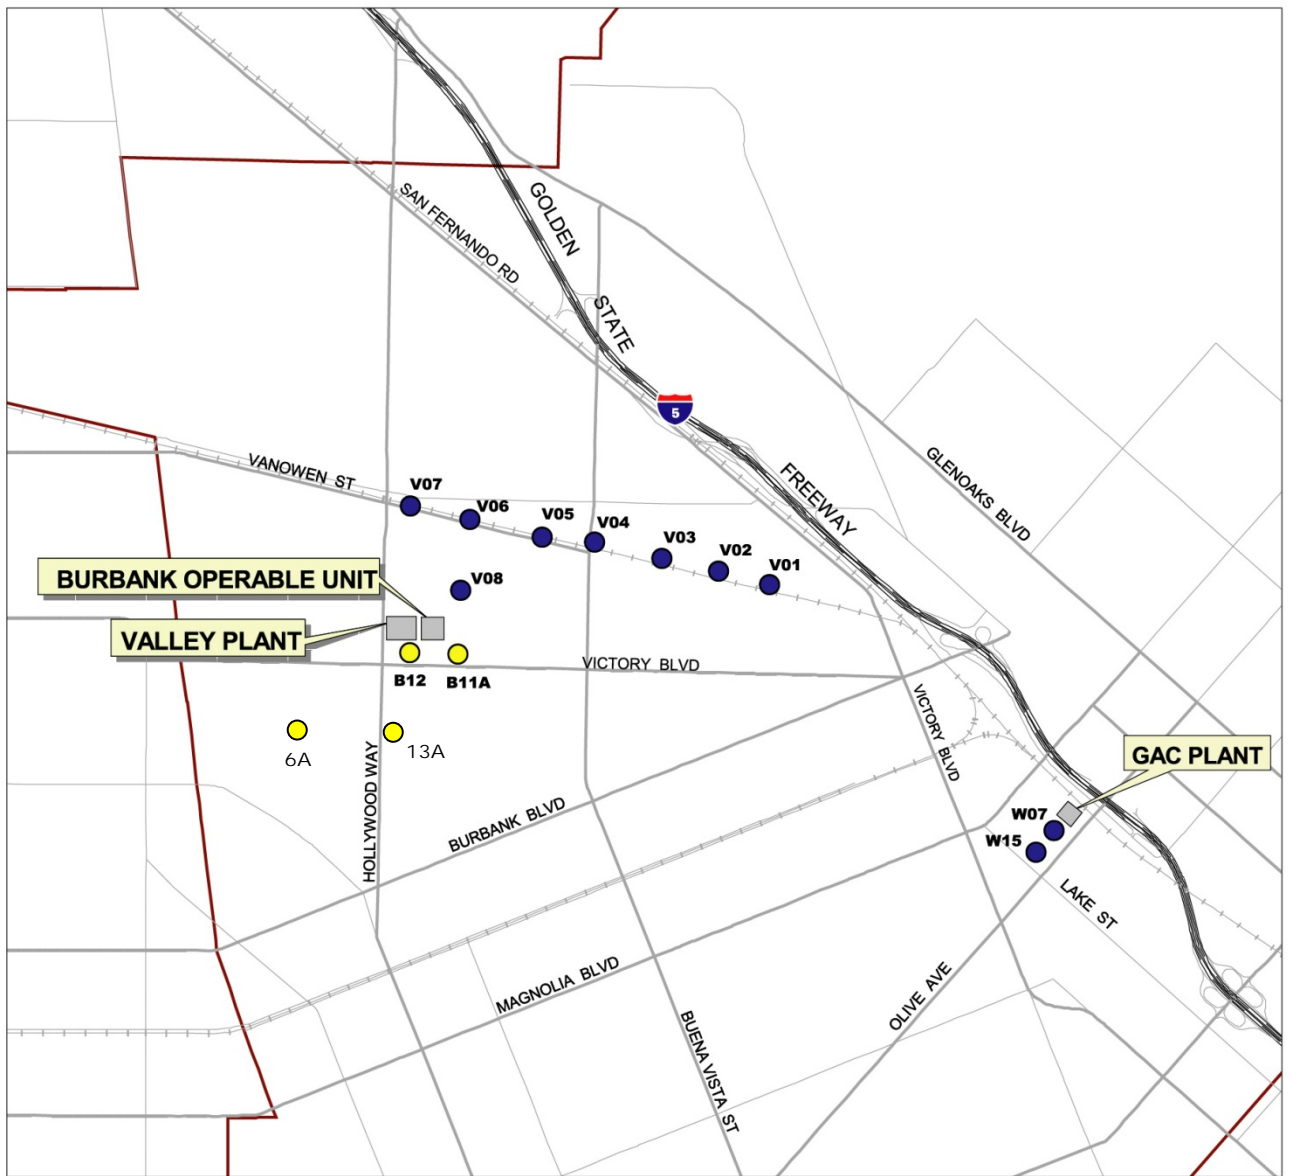 GOLDEN
SAN FERNANDO RD
STATE
5
GLENOAKS BLVD
VANOWEN ST
FREEWAY
V07
V06
V05
V04
V03
V02
V01
BURBANK OPERABLE UNIT
V08
VALLEY PLANT
VICTORY BLVD
B12
B11A
VICTORY BLVD
6A
13A
HOLLYWOOD WAY
GAC PLANT
BURBANK BLVD
W07
W15
LAKE ST
MAGNOLIA BLVD
OLIVE AVE
BUENA VISTA ST